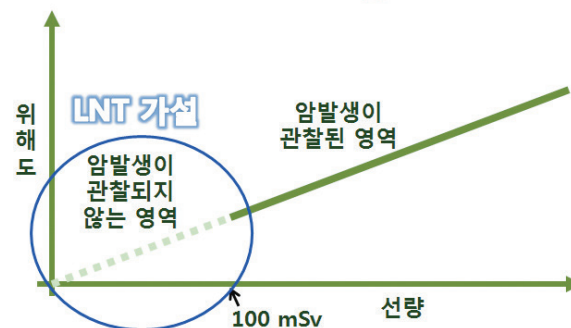 위
해
도
LNT 가설
암발생이
관찰되지
않는 영역
암발생이
관찰된 영역
100 mSv
선량